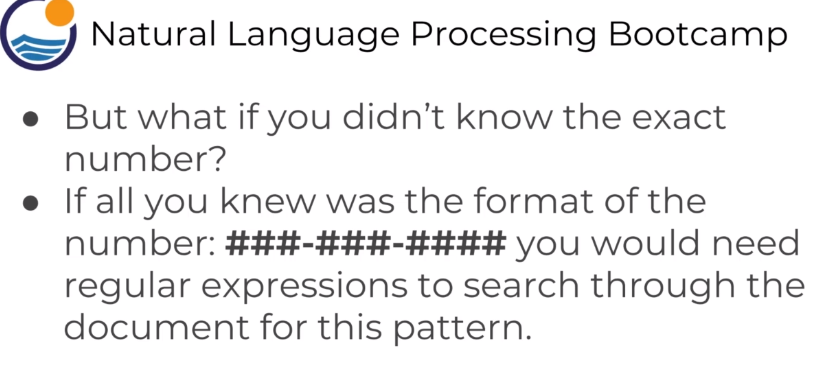 Natural Language Processing Bootcamp
● But what if you didn’t know the exact
number?
● If all you knew was the format of the
number: ###-###-#### you would need
regular expressions to search through the
document for this pattern.